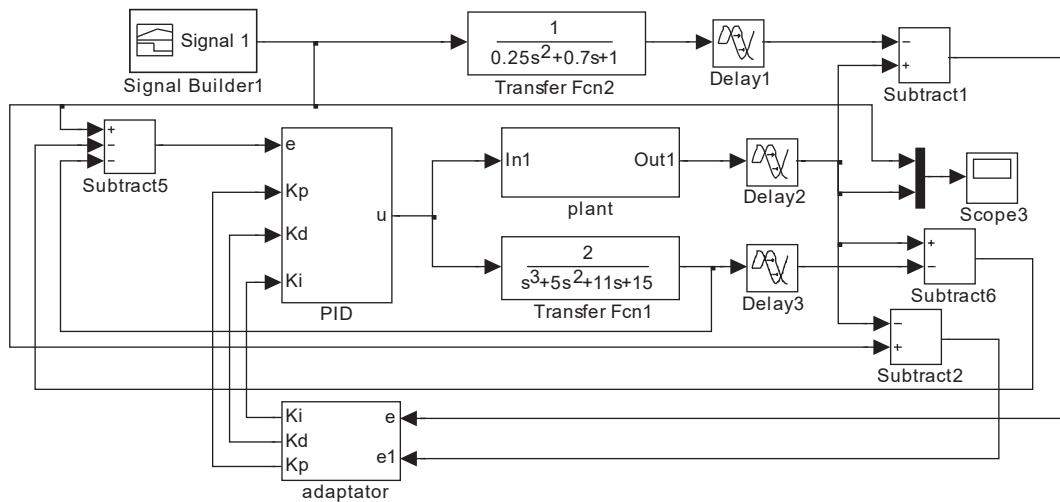 Signal 1
Signal Builder1
1
0.25s²+0.7s+1
Transfer Fcn2
Delay1
−
+
Subtract1
+
−
−
Subtract5
e
Kp
Kd
Ki
u
PID
In1
Out1
plant
Delay2
Scope3
2
s³+5s²+11s+15
Transfer Fcn1
Delay3
+
−
Subtract6
−
+
Subtract2
Ki
Kd
Kp
e
e1
adaptator